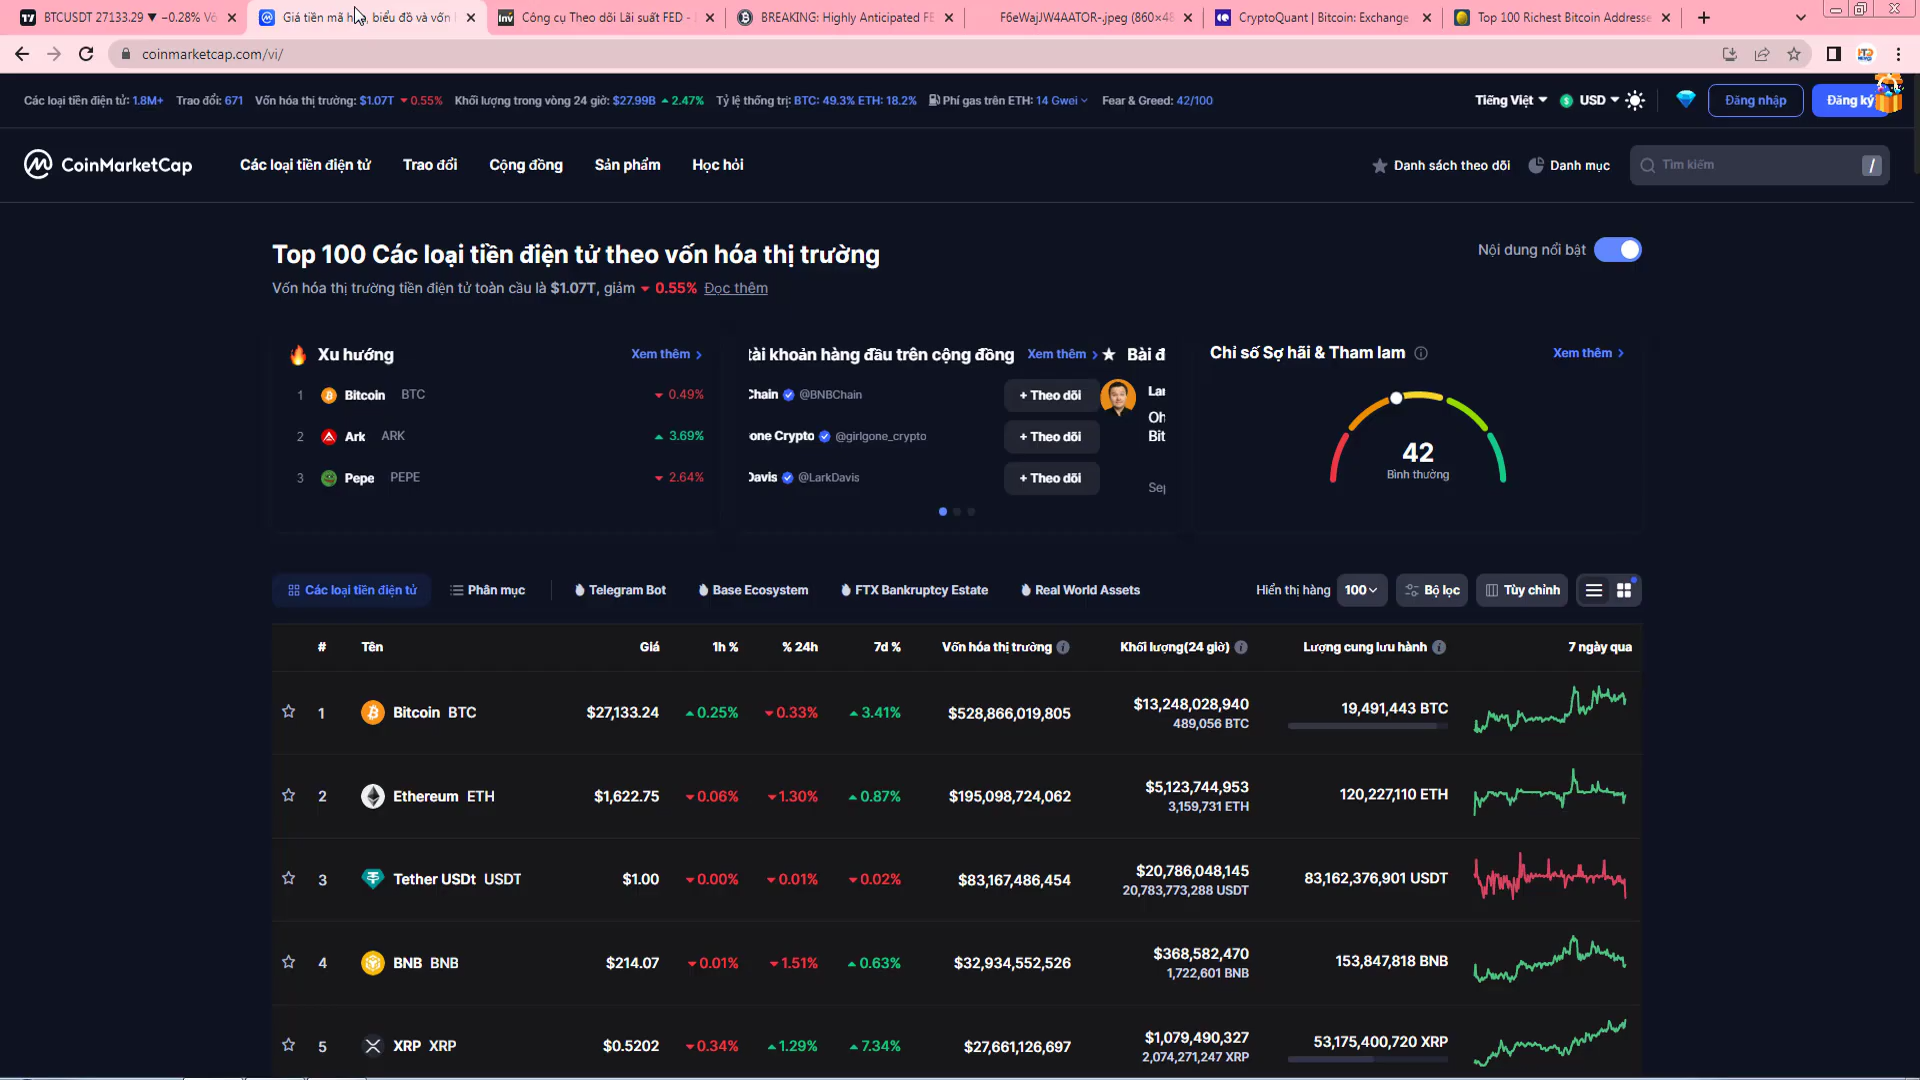 BTCUSDT 27133.29 ▼ −0.28% Vô
Giá tiền mã h, biểu đồ và vốn
Công cụ Theo dõi Lãi suất FED -
BREAKING: Highly Anticipated FE
F6eWajJW4AATOR-.jpeg (860×48
CryptoQuant | Bitcoin: Exchange
Top 100 Richest Bitcoin Addresse
coinmarketcap.com/vi/
Các loại tiền điện tử: 1.8M+ Trao đổi: 671 Vốn hóa thị trường: $1.07T 0.55% Khối lượng trong vòng 24 giờ: $27.99B 2.47% Tỷ lệ thống trị: BTC: 49.3% ETH: 18.2% Phí gas trên ETH: 14 Gwei Fear & Greed: 42/100
Tiếng Việt USD Đăng nhập Đăng ký
CoinMarketCap Các loại tiền điện tử Trao đổi Cộng đồng Sản phẩm Học hỏi
Danh sách theo dõi Danh mục Tìm kiếm /
Top 100 Các loại tiền điện tử theo vốn hóa thị trường
Nội dung nổi bật
Vốn hóa thị trường tiền điện tử toàn cầu là $1.07T, giảm 0.55% Đọc thêm
Xu hướng Xem thêm
1 Bitcoin BTC 0.49%
2 Ark ARK 3.69%
3 Pepe PEPE 2.64%
tài khoản hàng đầu trên cộng đồng Xem thêm
Chain @BNBChain + Theo dõi
one Crypto @girlgone_crypto + Theo dõi
Davis @LarkDavis + Theo dõi
Bài đ
Lar
Oh
Bit
Sep
Chỉ số Sợ hãi & Tham lam Xem thêm
42
Bình thường
Các loại tiền điện tử Phân mục Telegram Bot Base Ecosystem FTX Bankruptcy Estate Real World Assets Hiển thị hàng 100 Bộ lọc Tùy chỉnh
# Tên Giá 1h % % 24h 7d % Vốn hóa thị trường Khối lượng(24 giờ) Lượng cung lưu hành 7 ngày qua
1 Bitcoin BTC $27,133.24 0.25% 0.33% 3.41% $528,866,019,805 $13,248,028,940 19,491,443 BTC
489,056 BTC
2 Ethereum ETH $1,622.75 0.06% 1.30% 0.87% $195,098,724,062 $5,123,744,953 120,227,110 ETH
3,159,731 ETH
3 Tether USDt USDT $1.00 0.00% 0.01% 0.02% $83,167,486,454 $20,786,048,145 83,162,376,901 USDT
20,783,773,288 USDT
4 BNB BNB $214.07 0.01% 1.51% 0.63% $32,934,552,526 $368,582,470 153,847,818 BNB
1,722,601 BNB
5 XRP XRP $0.5202 0.34% 1.29% 7.34% $27,661,126,697 $1,079,490,327 53,175,400,720 XRP
2,074,271,247 XRP